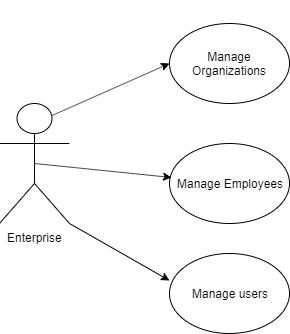 Manage
Organizations
Manage Employees
Enterprise
Manage users